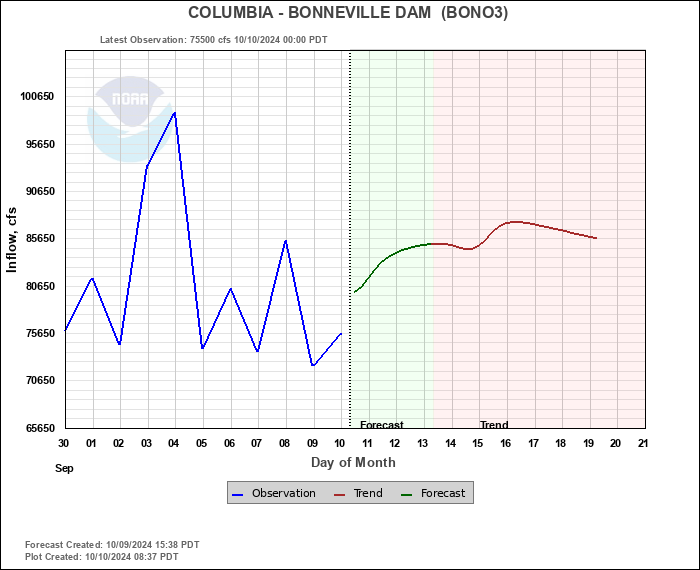 COLUMBIA - BONNEVILLE DAM (BONO3)
Latest Observation: 75500 cfs 10/10/2024 00:00 PDT
100650
95650
90650
85650
80650
75650
70650
65650
Inflow, cfs
NOAA
Forecast
Trend
30 01 02 03 04 05 06 07 08 09 10 11 12 13 14 15 16 17 18 19 20 21
Sep
Day of Month
Observation Trend Forecast
Forecast Created: 10/09/2024 15:38 PDT
Plot Created: 10/10/2024 08:37 PDT